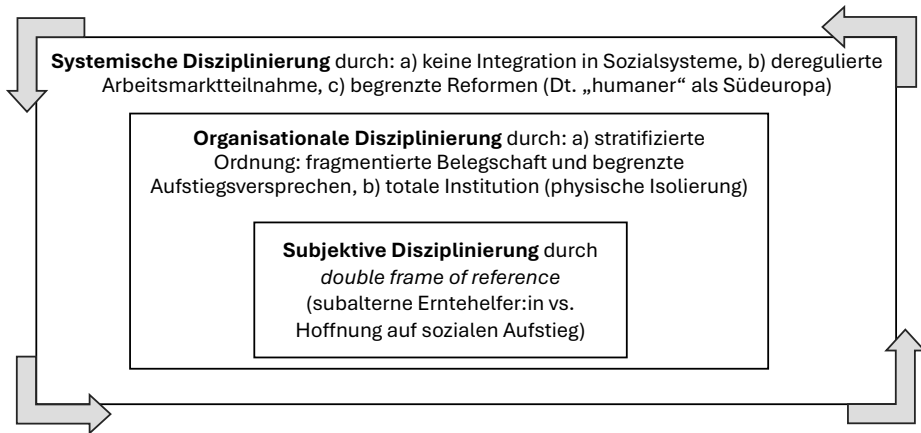 Systemische Disziplinierung durch: a) keine Integration in Sozialsysteme, b) deregulierte
Arbeitsmarktteilnahme, c) begrenzte Reformen (Dt. „humaner“ als Südeuropa)
Organisationale Disziplinierung durch: a) stratifizierte
Ordnung: fragmentierte Belegschaft und begrenzte
Aufstiegsversprechen, b) totale Institution (physische Isolierung)
Subjektive Disziplinierung durch
double frame of reference
(subalterne Erntehelfer:in vs.
Hoffnung auf sozialen Aufstieg)